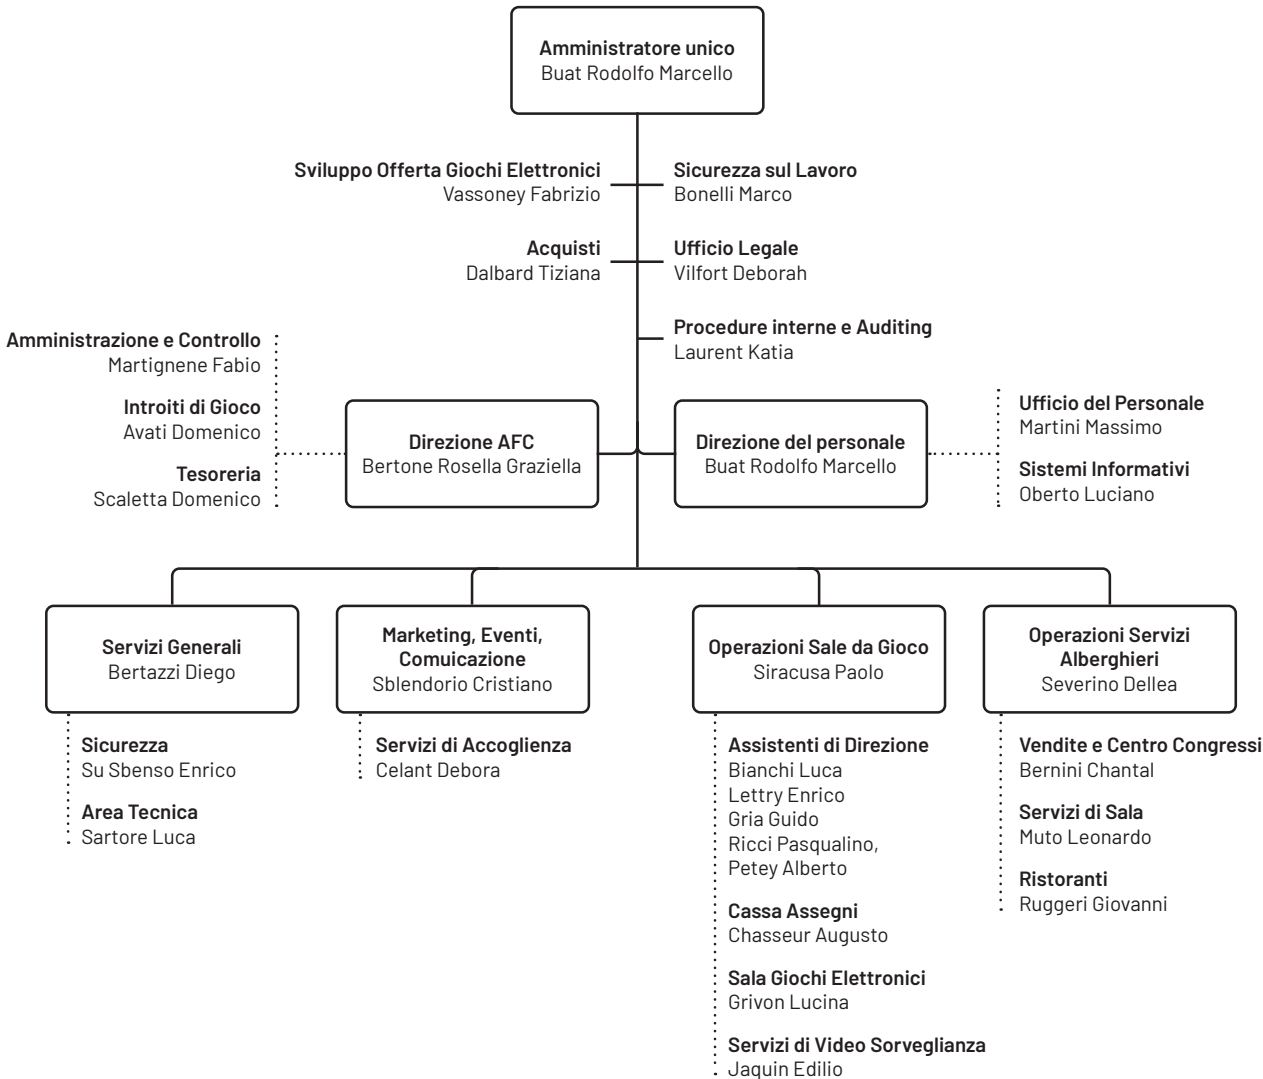 Amministratore unico
Buat Rodolfo Marcello
Sviluppo Offerta Giochi Elettronici
Vassoney Fabrizio
Sicurezza sul Lavoro
Bonelli Marco
Acquisti
Dalbard Tiziana
Ufficio Legale
Vilfort Deborah
Procedure interne e Auditing
Laurent Katia
Amministrazione e Controllo
Martignene Fabio
Introiti di Gioco
Avati Domenico
Tesoreria
Scaletta Domenico
Direzione AFC
Bertone Rosella Graziella
Direzione del personale
Buat Rodolfo Marcello
Ufficio del Personale
Martini Massimo
Sistemi Informativi
Oberto Luciano
Servizi Generali
Bertazzi Diego
Sicurezza
Su Sbenso Enrico
Area Tecnica
Sartore Luca
Marketing, Eventi,
Comuicazione
Sblendorio Cristiano
Servizi di Accoglienza
Celant Debora
Operazioni Sale da Gioco
Siracusa Paolo
Assistenti di Direzione
Bianchi Luca
Lettry Enrico
Gria Guido
Ricci Pasqualino,
Petey Alberto
Cassa Assegni
Chasseur Augusto
Sala Giochi Elettronici
Grivon Lucina
Servizi di Video Sorveglianza
Jaquin Edilio
Operazioni Servizi
Alberghieri
Severino Dellea
Vendite e Centro Congressi
Bernini Chantal
Servizi di Sala
Muto Leonardo
Ristoranti
Ruggeri Giovanni